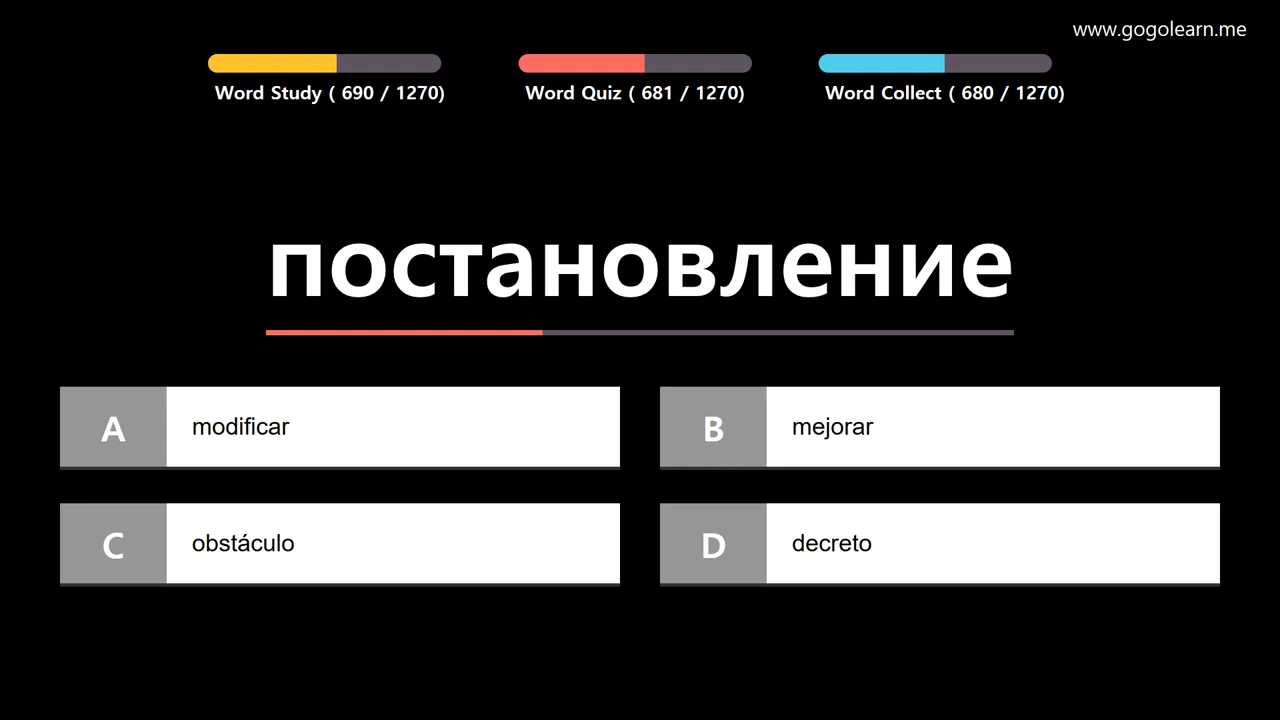 www.gogolearn.me
Word Study ( 690 / 1270)
Word Quiz ( 681 / 1270)
Word Collect ( 680 / 1270)
постановление
A modificar
B mejorar
C obstáculo
D decreto